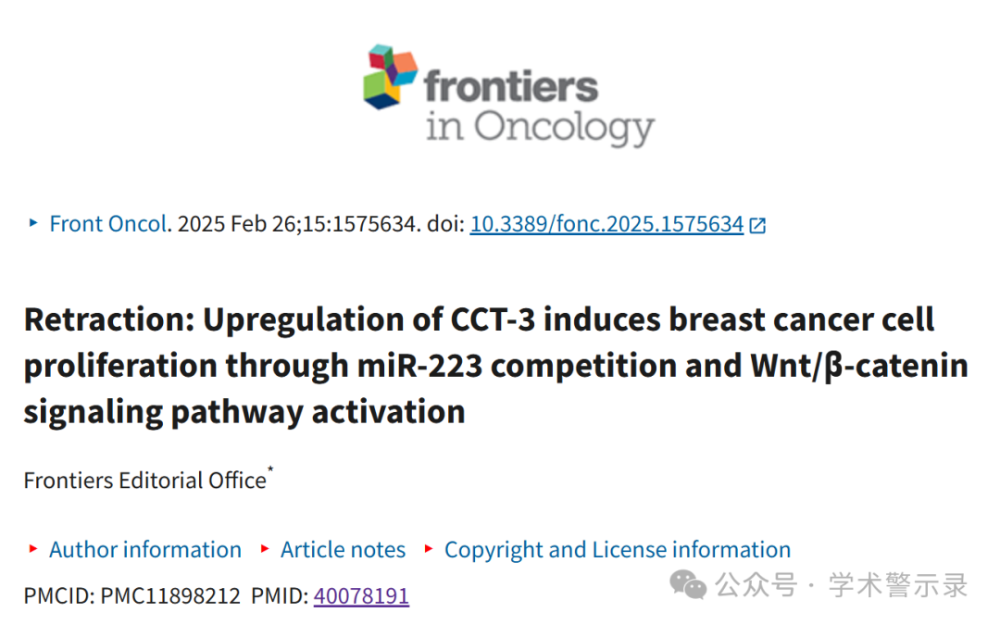 frontiers
in Oncology
‣ Front Oncol. 2025 Feb 26;15:1575634. doi: 10.3389/fonc.2025.1575634
Retraction: Upregulation of CCT-3 induces breast cancer cell
proliferation through miR-223 competition and Wnt/β-catenin
signaling pathway activation
Frontiers Editorial Office*
‣ Author information ‣ Article notes ‣ Copyright and License information
PMCID: PMC11898212 PMID: 40078191
公众号 · 学术警示录